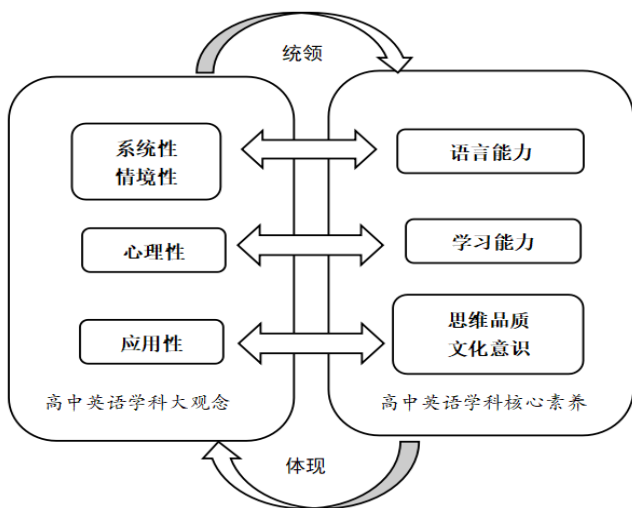 统领
系统性
情境性
语言能力
心理性
学习能力
应用性
思维品质
文化意识
高中英语学科大观念
高中英语学科核心素养
体现